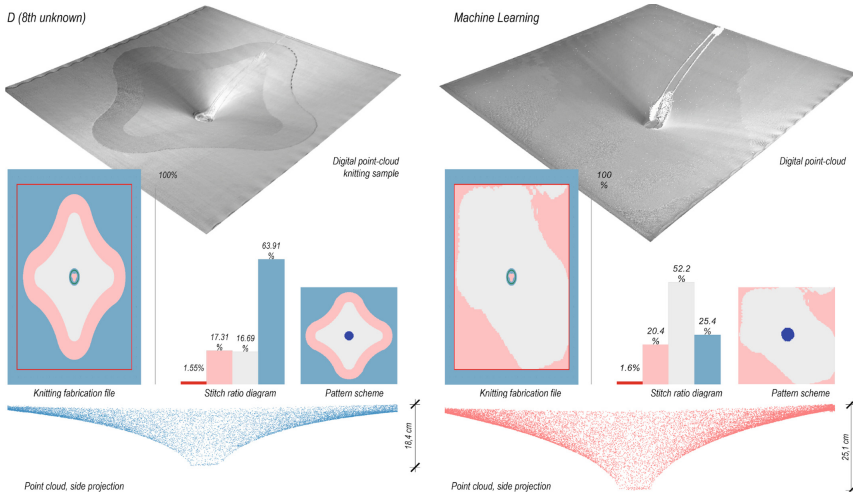 D (8th unknown)
Digital point-cloud
knitting sample
100%
63.91
%
17.31
%
16.69
%
1.55%
Knitting fabrication file
Stitch ratio diagram
Pattern scheme
18,4 cm
Point cloud, side projection
Machine Learning
Digital point-cloud
100
%
52.2
%
25.4
%
20.4
%
1.6%
Knitting fabrication file
Stitch ratio diagram
Pattern scheme
25,1 cm
Point cloud, side projection